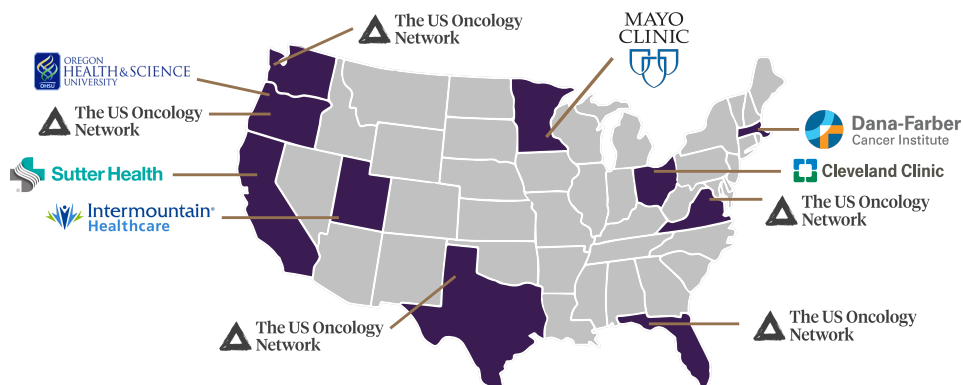 The US Oncology
Network
MAYO
CLINIC
OREGON
HEALTH&SCIENCE
UNIVERSITY
OHSU
The US Oncology
Network
Dana-Farber
Cancer Institute
Sutter Health
Cleveland Clinic
Intermountain®
Healthcare
The US Oncology
Network
The US Oncology
Network
The US Oncology
Network